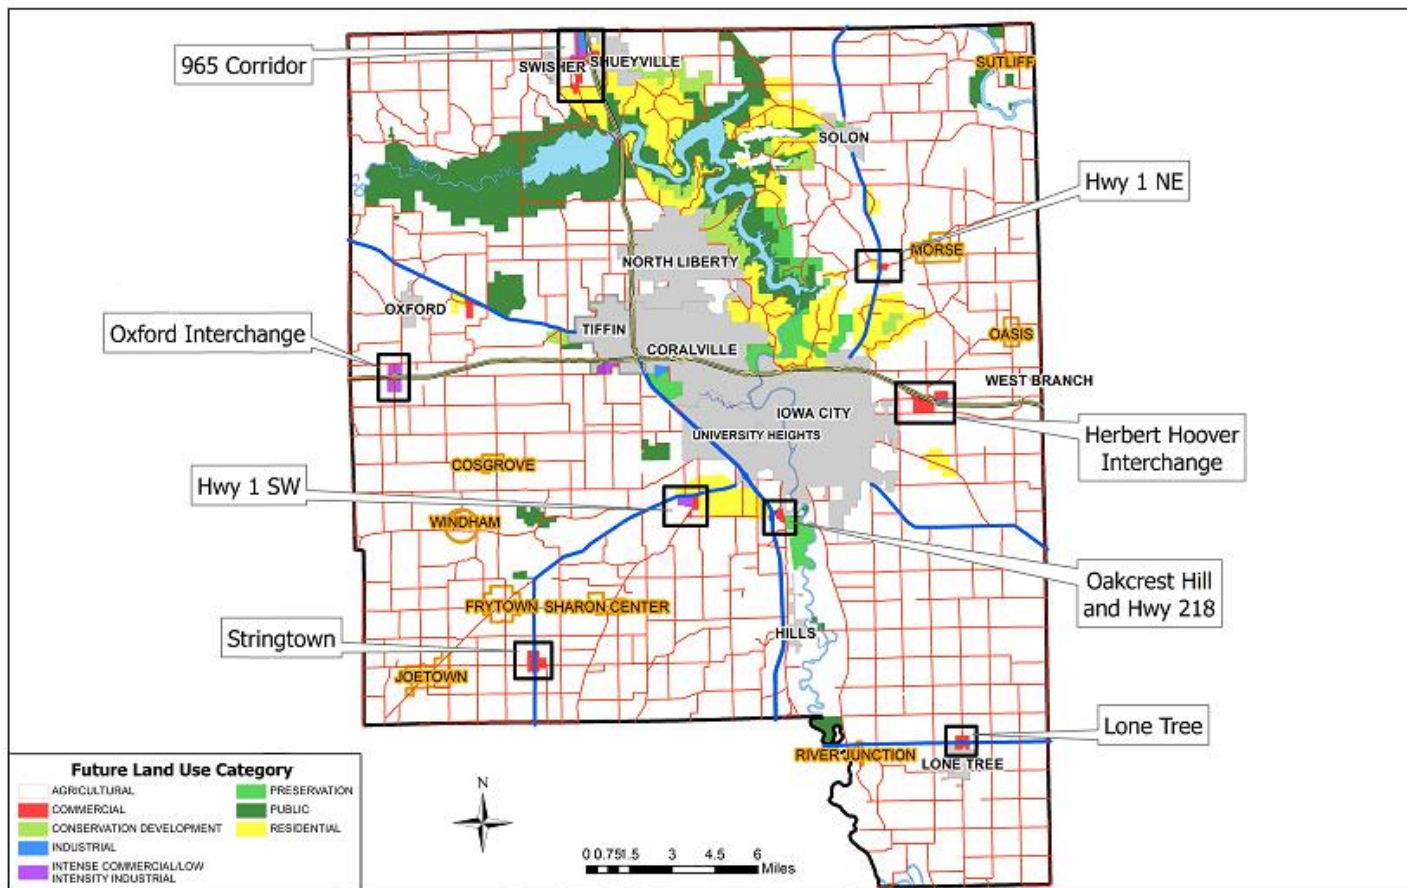 965 Corridor
SWISHER
SHUEYVILLE
SUTLIFF
SOLON
Hwy 1 NE
MORSE
NORTH LIBERTY
OXFORD
Oxford Interchange
TIFFIN
CORALVILLE
OASIS
WEST BRANCH
IOWA CITY
UNIVERSITY HEIGHTS
Herbert Hoover
Interchange
COSGROVE
Hwy 1 SW
WINDHAM
Oakcrest Hill
and Hwy 218
FRYTOWN
SHARON CENTER
Stringtown
HILLS
JOETOWN
Lone Tree
RIVER JUNCTION
LONE TREE
Future Land Use Category
AGRICULTURAL
COMMERCIAL
CONSERVATION DEVELOPMENT
INDUSTRIAL
INTENSE COMMERCIAL/LOW
INTENSITY INDUSTRIAL
PRESERVATION
PUBLIC
RESIDENTIAL
N
0 0.751.5 3 4.5 6
Miles